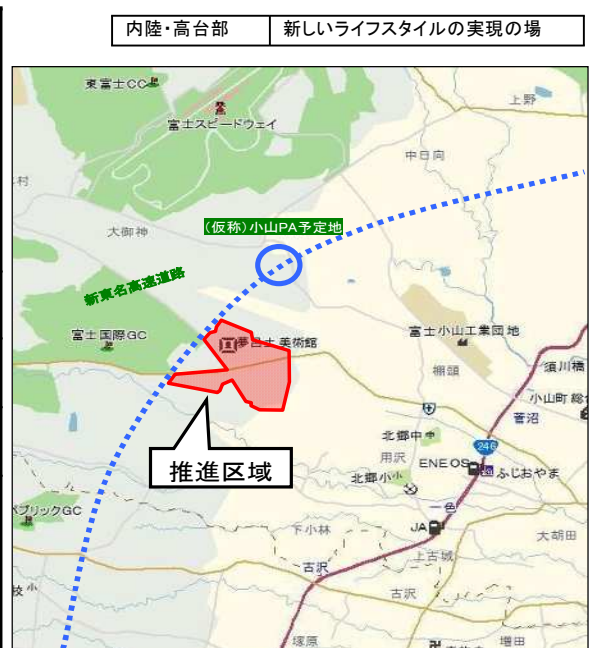 内陸・高台部 新しいライフスタイルの実現の場
東富士CC
富士スピードウェイ
上野
中日向
村
大御神
(仮称)小山PA予定地
新東名高速道路
富士国際GC
美術館
富士小山工業団地
須川橋
棚頭
小山町
菅沼
246
推進区域
北郷中
用沢
ENEOS
ふじおやま
北郷小
一色
パブリックGC
JA
下小林
大胡田
上古城
古沢
校
古沢
塚原
増田